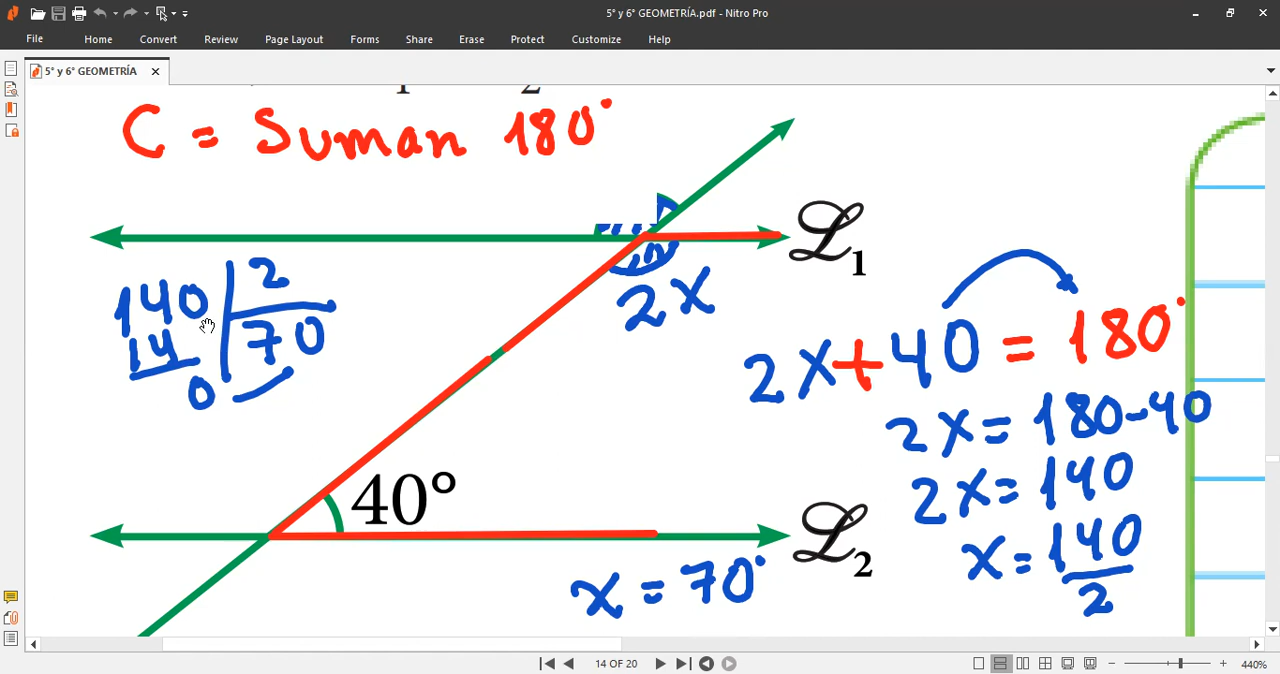 5° y 6° GEOMETRÍA.pdf - Nitro Pro
File Home Convert Review Page Layout Forms Share Erase Protect Customize Help
5° y 6° GEOMETRÍA
C = Suman 180°
ℒ1
2x
140 2
14 70
0
2x+40 = 180°
2x = 180-40
2x = 140
x = 140
2
40°
ℒ2
x = 70°
14 OF 20
440%